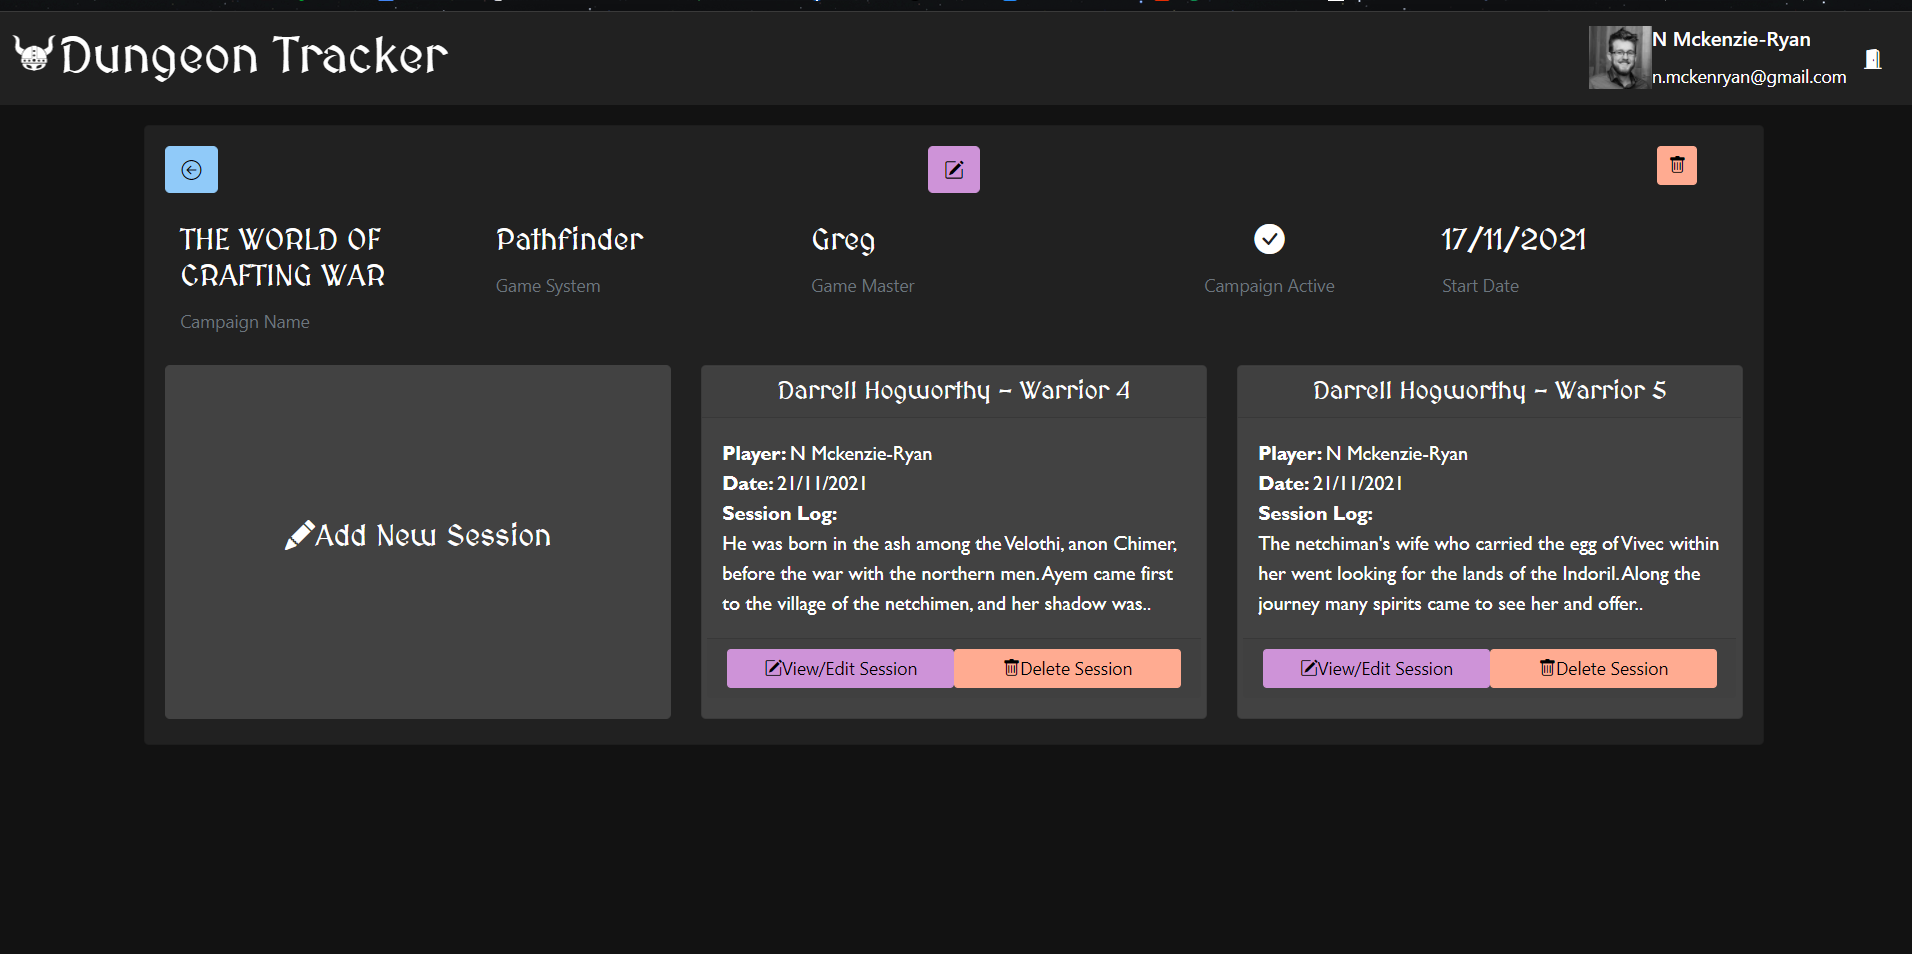 Dungeon Tracker
N Mckenzie-Ryan
n.mckenryan@gmail.com
THE WORLD OF
CRAFTING WAR
Campaign Name
Pathfinder
Game System
Greg
Game Master
Campaign Active
17/11/2021
Start Date
Add New Session
Darrell Hogworthy - Warrior 4
Player: N Mckenzie-Ryan
Date: 21/11/2021
Session Log:
He was born in the ash among the Velothi, anon Chimer,
before the war with the northern men. Ayem came first
to the village of the netchimen, and her shadow was..
View/Edit Session
Delete Session
Darrell Hogworthy - Warrior 5
Player: N Mckenzie-Ryan
Date: 21/11/2021
Session Log:
The netchiman's wife who carried the egg of Vivec within
her went looking for the lands of the Indoril. Along the
journey many spirits came to see her and offer..
View/Edit Session
Delete Session